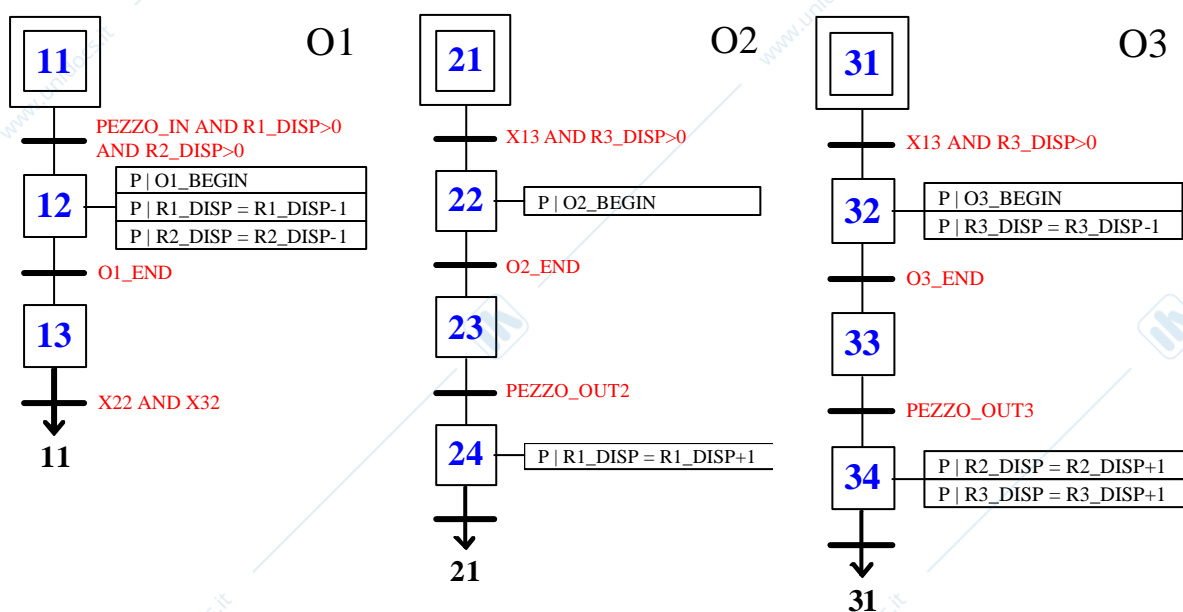 O1
11
PEZZO_IN AND R1_DISP>0
AND R2_DISP>0
12
P | O1_BEGIN
P | R1_DISP = R1_DISP-1
P | R2_DISP = R2_DISP-1
O1_END
13
X22 AND X32
11
O2
21
X13 AND R3_DISP>0
22
P | O2_BEGIN
O2_END
23
PEZZO_OUT2
24
P | R1_DISP = R1_DISP+1
21
O3
31
X13 AND R3_DISP>0
32
P | O3_BEGIN
P | R3_DISP = R3_DISP-1
O3_END
33
PEZZO_OUT3
34
P | R2_DISP = R2_DISP+1
P | R3_DISP = R3_DISP+1
31
www.unidocs.it